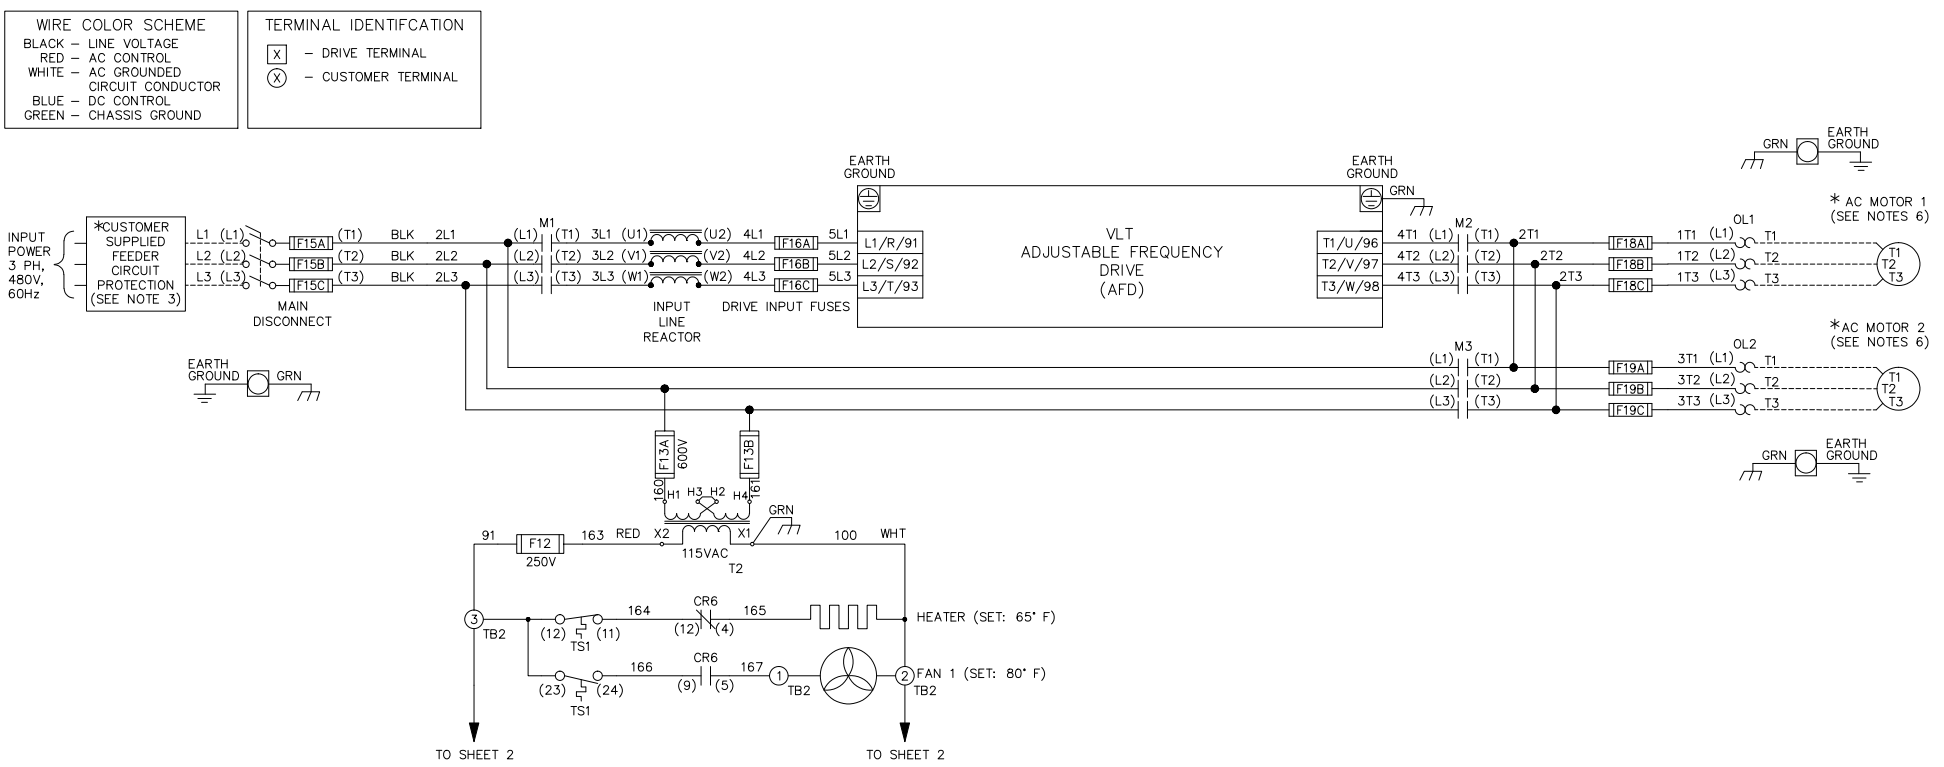 WIRE COLOR SCHEME
BLACK – LINE VOLTAGE
RED – AC CONTROL
WHITE – AC GROUNDED
CIRCUIT CONDUCTOR
BLUE – DC CONTROL
GREEN – CHASSIS GROUND
TERMINAL IDENTIFCATION
X – DRIVE TERMINAL
X – CUSTOMER TERMINAL
INPUT
POWER
3 PH,
480V,
60Hz
*CUSTOMER
SUPPLIED
FEEDER
CIRCUIT
PROTECTION
(SEE NOTE 3)
L1 (L1) F15A (T1) BLK 2L1 (L1) M1 (T1) 3L1 (U1) (U2) 4L1 F16A 5L1 L1/R/91
L2 (L2) F15B (T2) BLK 2L2 (L2) (T2) 3L2 (V1) (V2) 4L2 F16B 5L2 L2/S/92
L3 (L3) F15C (T3) BLK 2L3 (L3) (T3) 3L3 (W1) (W2) 4L3 F16C 5L3 L3/T/93
MAIN
DISCONNECT
INPUT
LINE
REACTOR
DRIVE INPUT FUSES
EARTH
GROUND
VLT
ADJUSTABLE FREQUENCY
DRIVE
(AFD)
EARTH
GROUND
GRN
T1/U/96 4T1 (L1) M2 (T1) 2T1 F18A 1T1 (L1) OL1 T1
T2/V/97 4T2 (L2) (T2) 2T2 F18B 1T2 (L2) T2
T3/W/98 4T3 (L3) (T3) 2T3 F18C 1T3 (L3) T3
GRN
EARTH
GROUND
* AC MOTOR 1
(SEE NOTES 6)
T1
T2
T3
*AC MOTOR 2
(SEE NOTES 6)
M3
(L1) (T1) F19A 3T1 (L1) OL2 T1
(L2) (T2) F19B 3T2 (L2) T2
(L3) (T3) F19C 3T3 (L3) T3
T1
T2
T3
GRN
EARTH
GROUND
EARTH
GROUND
GRN
F13A
600V
F13B
160
161
H1 H3 H2 H4
GRN
91 F12 163 RED X2 X1 100 WHT
250V
115VAC
T2
3
TB2
(12) (11)
TS1
164
CR6
(12) (4)
165
HEATER (SET: 65° F)
(23) (24)
TS1
166
CR6
(9) (5)
167
1
TB2
2
TB2
FAN 1 (SET: 80° F)
TO SHEET 2
TO SHEET 2